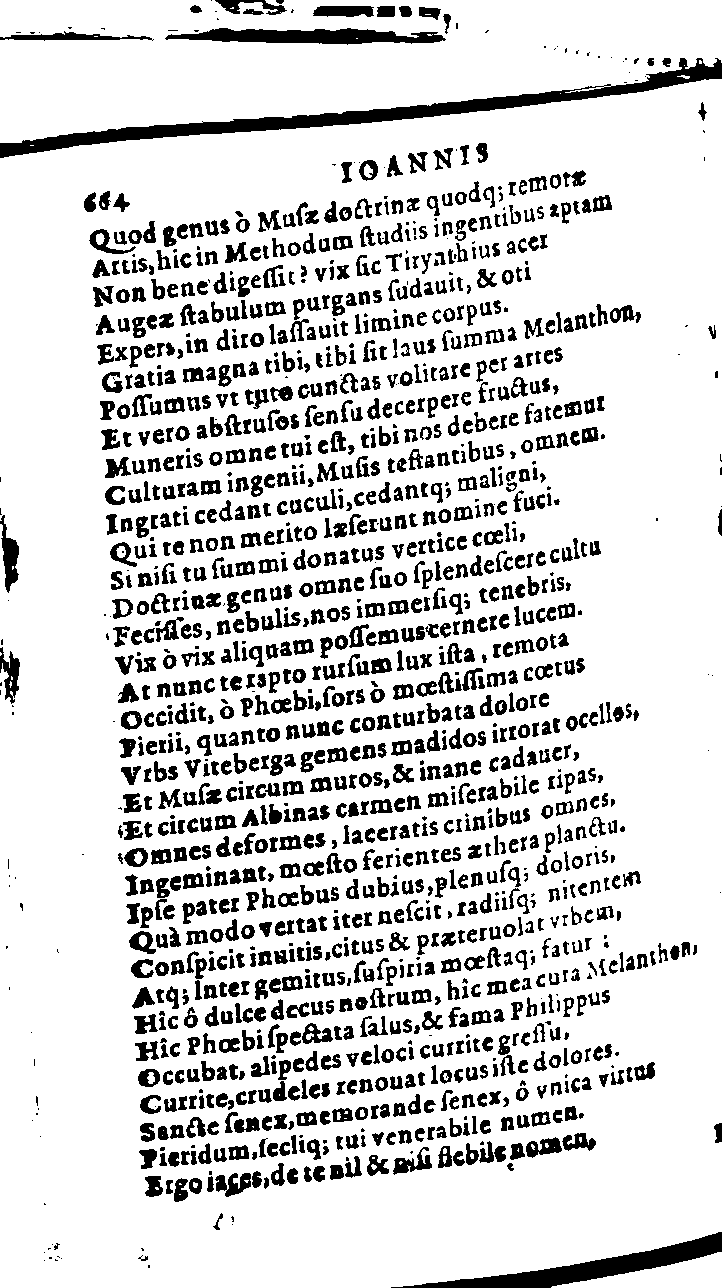 664
IOANNIS
Quod genus ò Muſæ doctrinæ quodq; remotæ
Artis, hic in Methodum ſtudiis ingentibus aptam
Non bene digeſſit? vix ſic Tirynthius acer
Augeæ ſtabulum purgans ſudauit, & oti
Expers, in diro laſſauit limine corpus.
Gratia magna tibi, tibi ſit laus ſumma Melanthon,
Poſſumus vt tuto cunctas volitare per artes
Et vero abſtruſos ſenſu decerpere fructus,
Muneris omne tui eſt, tibi nos debere fatemur
Culturam ingenii, Muſis teſtantibus, omnem.
Ingrati cedant cuculi, cedantq; maligni,
Qui te non merito læſerunt nomine fuci.
Si niſi tu ſummi donatus vertice cœli,
Doctrinæ genus omne ſuo ſplendeſcere cultu
Feciſſes, nebulis, nos immerſiq; tenebris,
Vix ò vix aliquam poſſemus cernere lucem.
At nunc te rapto rurſum lux iſta, remota
Occidit, ò Phœbi, ſors ò mœſtiſſima cœtus
Pierii, quanto nunc conturbata dolore
Vrbs Viteberga gemens madidos irrorat ocellos,
Et Muſæ circum muros, & inane cadauer,
Et circum Albinas carmen miſerabile ripas,
Omnes deformes, laceratis crinibus omnes,
Ingeminant, mœſto ferientes æthera planctu.
Ipſe pater Phœbus dubius, plenuſq; doloris,
Quà modo vertat iter neſcit, radiiſq; nitentem
Conſpicit inuitis, citus & præteruolat vrbem,
Atq; inter gemitus, ſuſpiria mœſtaq; fatur:
Hîc ô dulce decus noſtrum, hîc mea cura Melanthon,
Hîc Phœbi ſpectata ſalus, & fama Philippus
Occubat, alipedes veloci currite greſſu,
Currite, crudeles renouat locus iſte dolores.
Sancte ſenex, memorande ſenex, ô vnica virtus
Pieridum, ſecliq; tui venerabile numen.
Ergo iaces, de te nil & niſi flebile nomen,